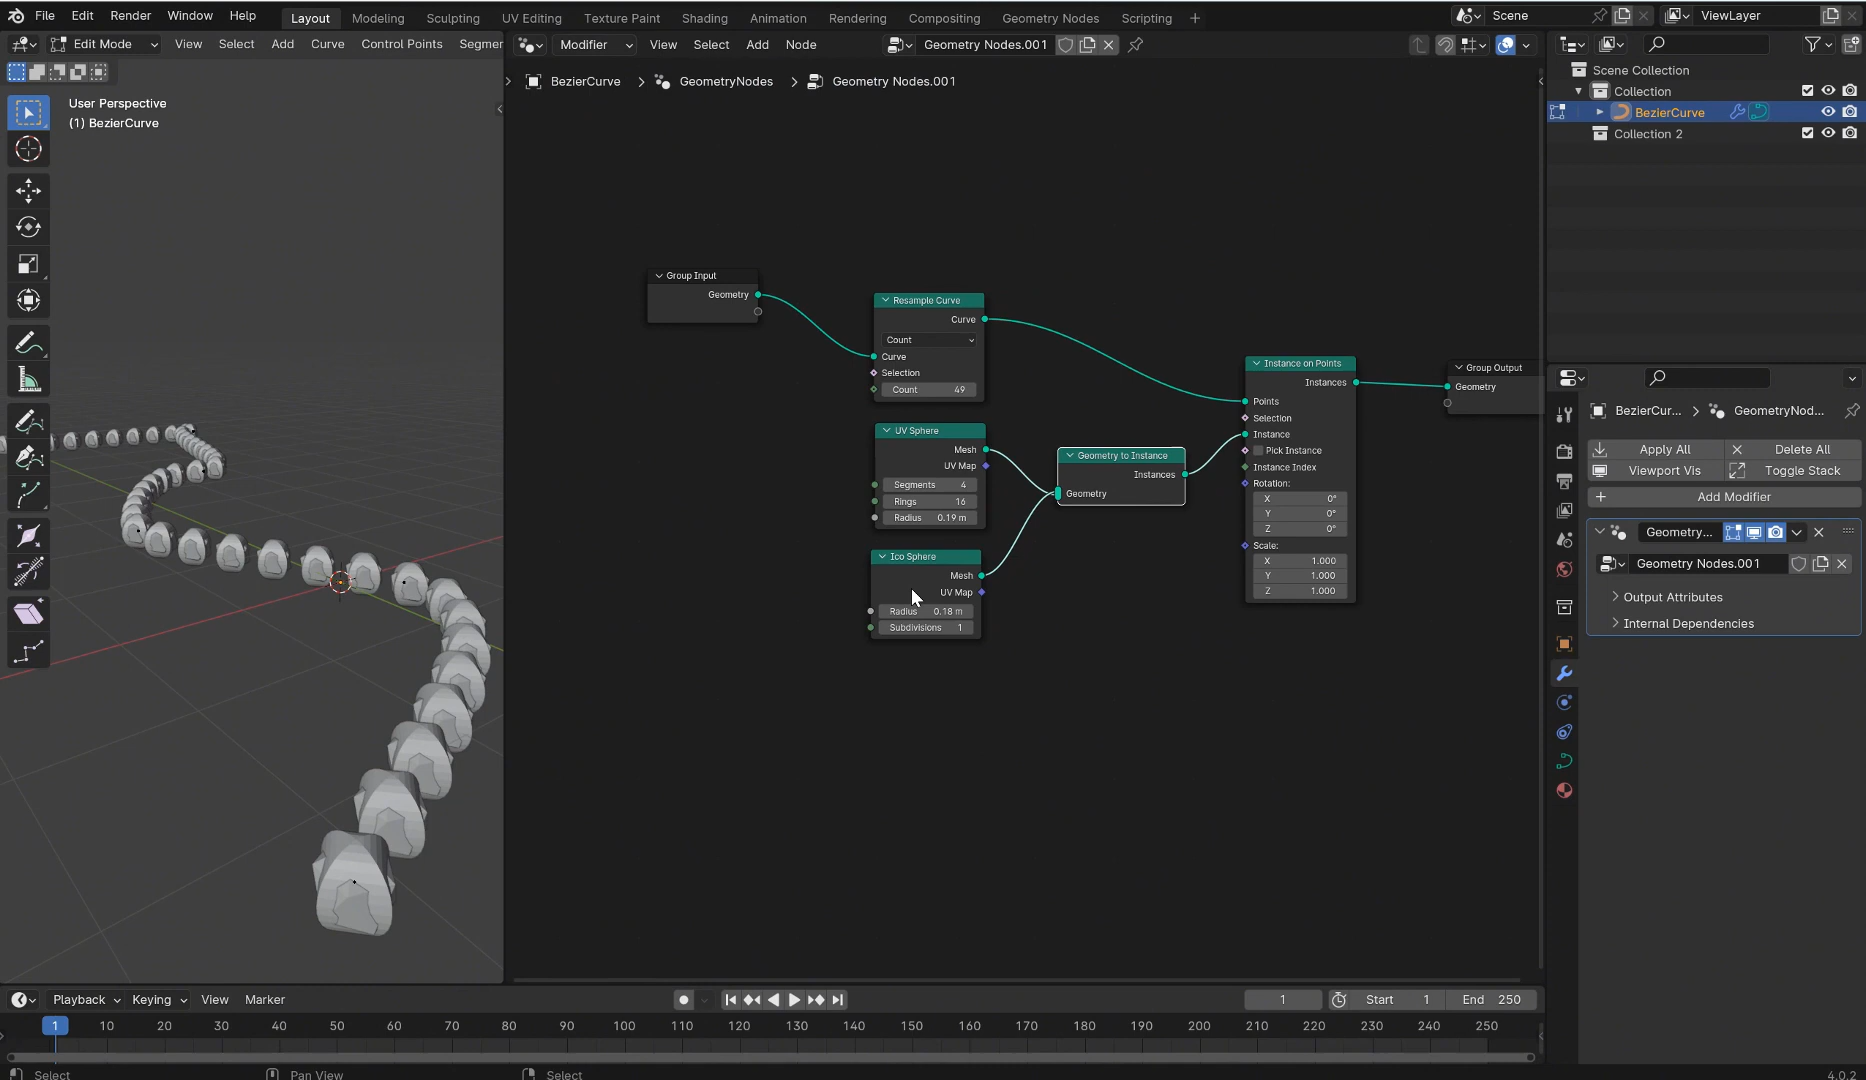 File Edit Render Window Help Layout Modeling Sculpting UV Editing Texture Paint Shading Animation Rendering Compositing Geometry Nodes Scripting + Scene ViewLayer
Edit Mode View Select Add Curve Control Points Segmen
Modifier View Select Add Node Geometry Nodes.001
BezierCurve > GeometryNodes > Geometry Nodes.001
User Perspective
(1) BezierCurve
Group Input
Geometry
Resample Curve
Curve
Count
Curve
Selection
Count 49
UV Sphere
Mesh
UV Map
Segments 4
Rings 16
Radius 0.19 m
Ico Sphere
Mesh
UV Map
Radius 0.18 m
Subdivisions 1
Geometry to Instance
Instances
Geometry
Instance on Points
Instances
Points
Selection
Instance
Pick Instance
Instance Index
Rotation:
X 0°
Y 0°
Z 0°
Scale:
X 1.000
Y 1.000
Z 1.000
Group Output
Geometry
Scene Collection
Collection
BezierCurve
Collection 2
BezierCur... > GeometryNod...
Apply All Delete All
Viewport Vis Toggle Stack
Add Modifier
Geometry...
Geometry Nodes.001
Output Attributes
Internal Dependencies
Playback Keying View Marker 1 Start 1 End 250
1 10 20 30 40 50 60 70 80 90 100 110 120 130 140 150 160 170 180 190 200 210 220 230 240 250
Select Pan View Select 4.0.2